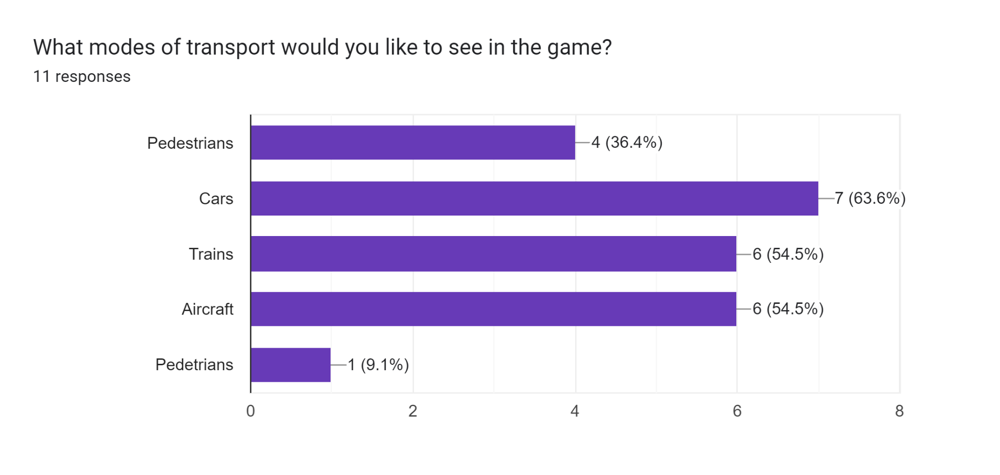 What modes of transport would you like to see in the game?
11 responses
Pedestrians 4 (36.4%)
Cars 7 (63.6%)
Trains 6 (54.5%)
Aircraft 6 (54.5%)
Pedetrians 1 (9.1%)
0 2 4 6 8